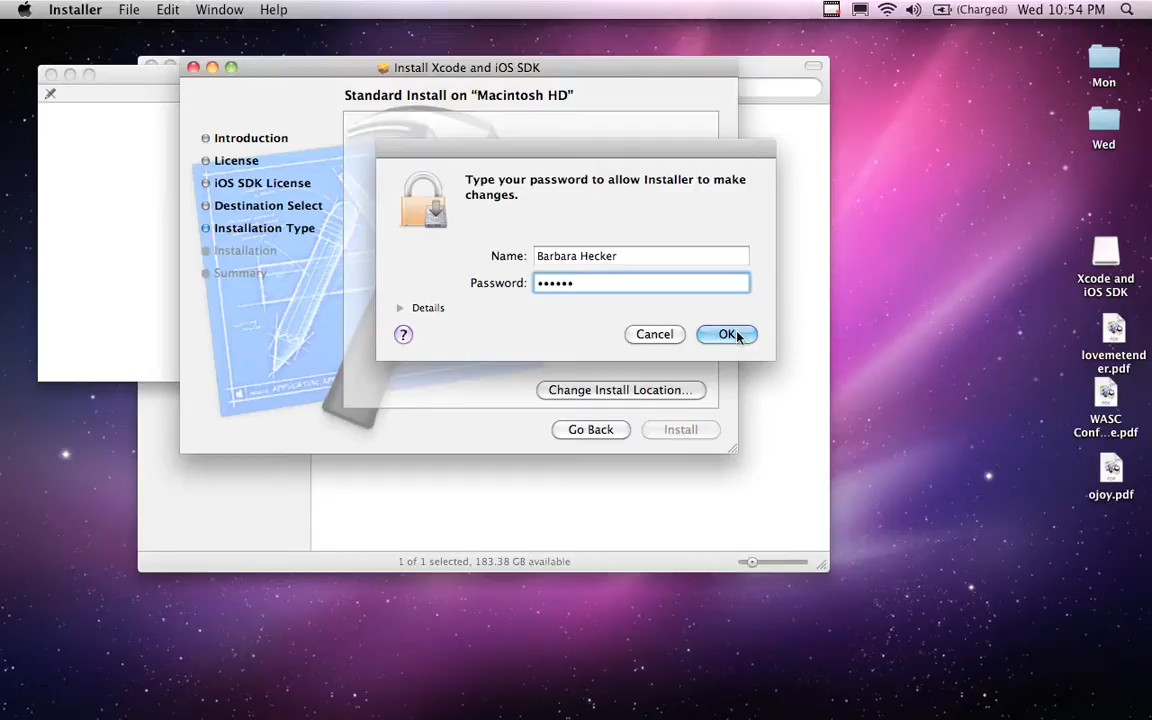 Installer File Edit Window Help (Charged) Wed 10:54 PM
Install Xcode and iOS SDK
Standard Install on “Macintosh HD”
Introduction
License
iOS SDK License
Destination Select
Installation Type
Installation
Summary
Type your password to allow Installer to make
changes.
Name: Barbara Hecker
Password: ••••••
Details
? Cancel OK
Change Install Location...
Go Back Install
1 of 1 selected, 183.38 GB available
Mon
Wed
Xcode and
iOS SDK
lovemetend
er.pdf
WASC
Conf...e.pdf
ojoy.pdf